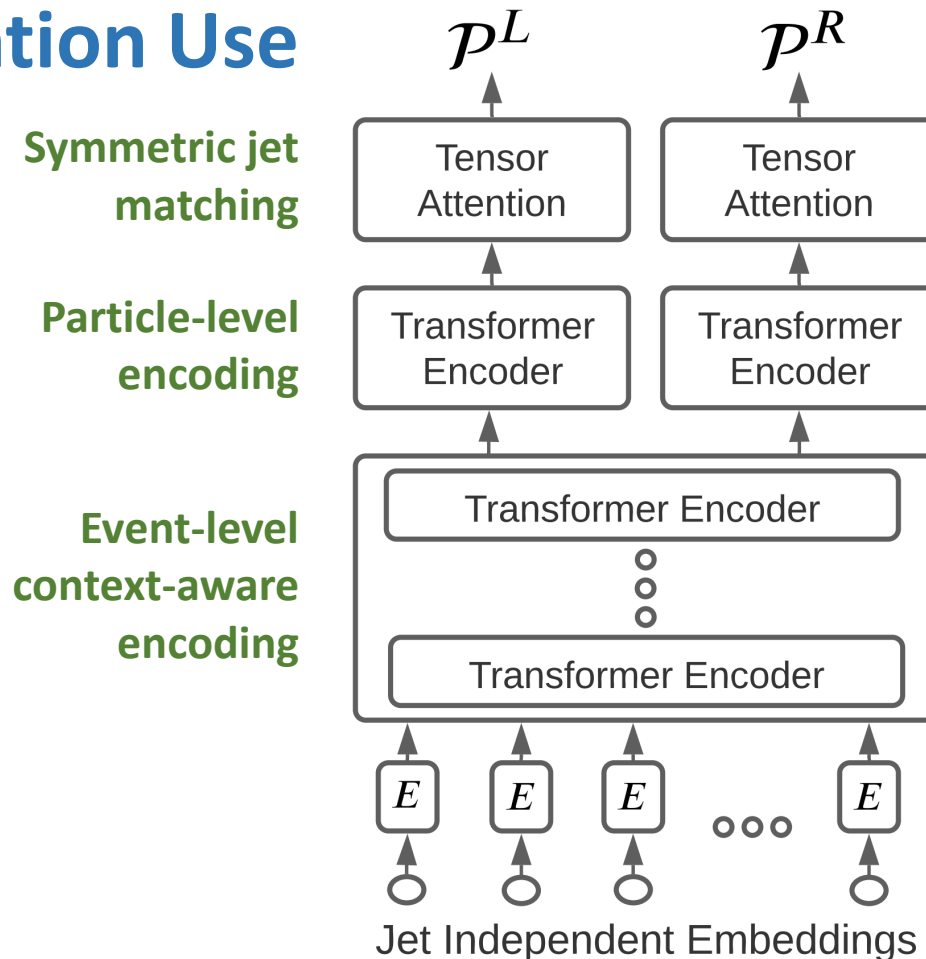 ation Use
𝒫^L
𝒫^R
Symmetric jet
matching
Tensor
Attention
Tensor
Attention
Particle-level
encoding
Transformer
Encoder
Transformer
Encoder
Event-level
context-aware
encoding
Transformer Encoder
Transformer Encoder
E E E E
Jet Independent Embeddings